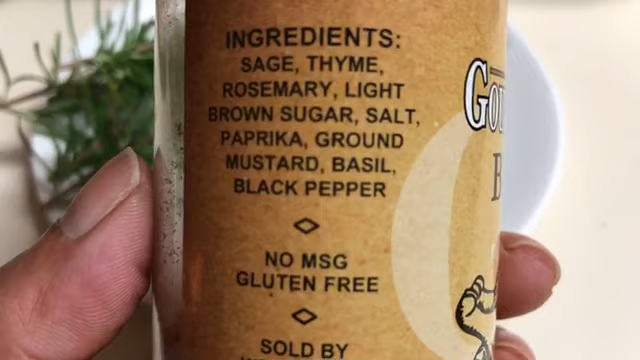 INGREDIENTS:
SAGE, THYME,
ROSEMARY, LIGHT
BROWN SUGAR, SALT,
PAPRIKA, GROUND
MUSTARD, BASIL,
BLACK PEPPER
NO MSG
GLUTEN FREE
SOLD BY